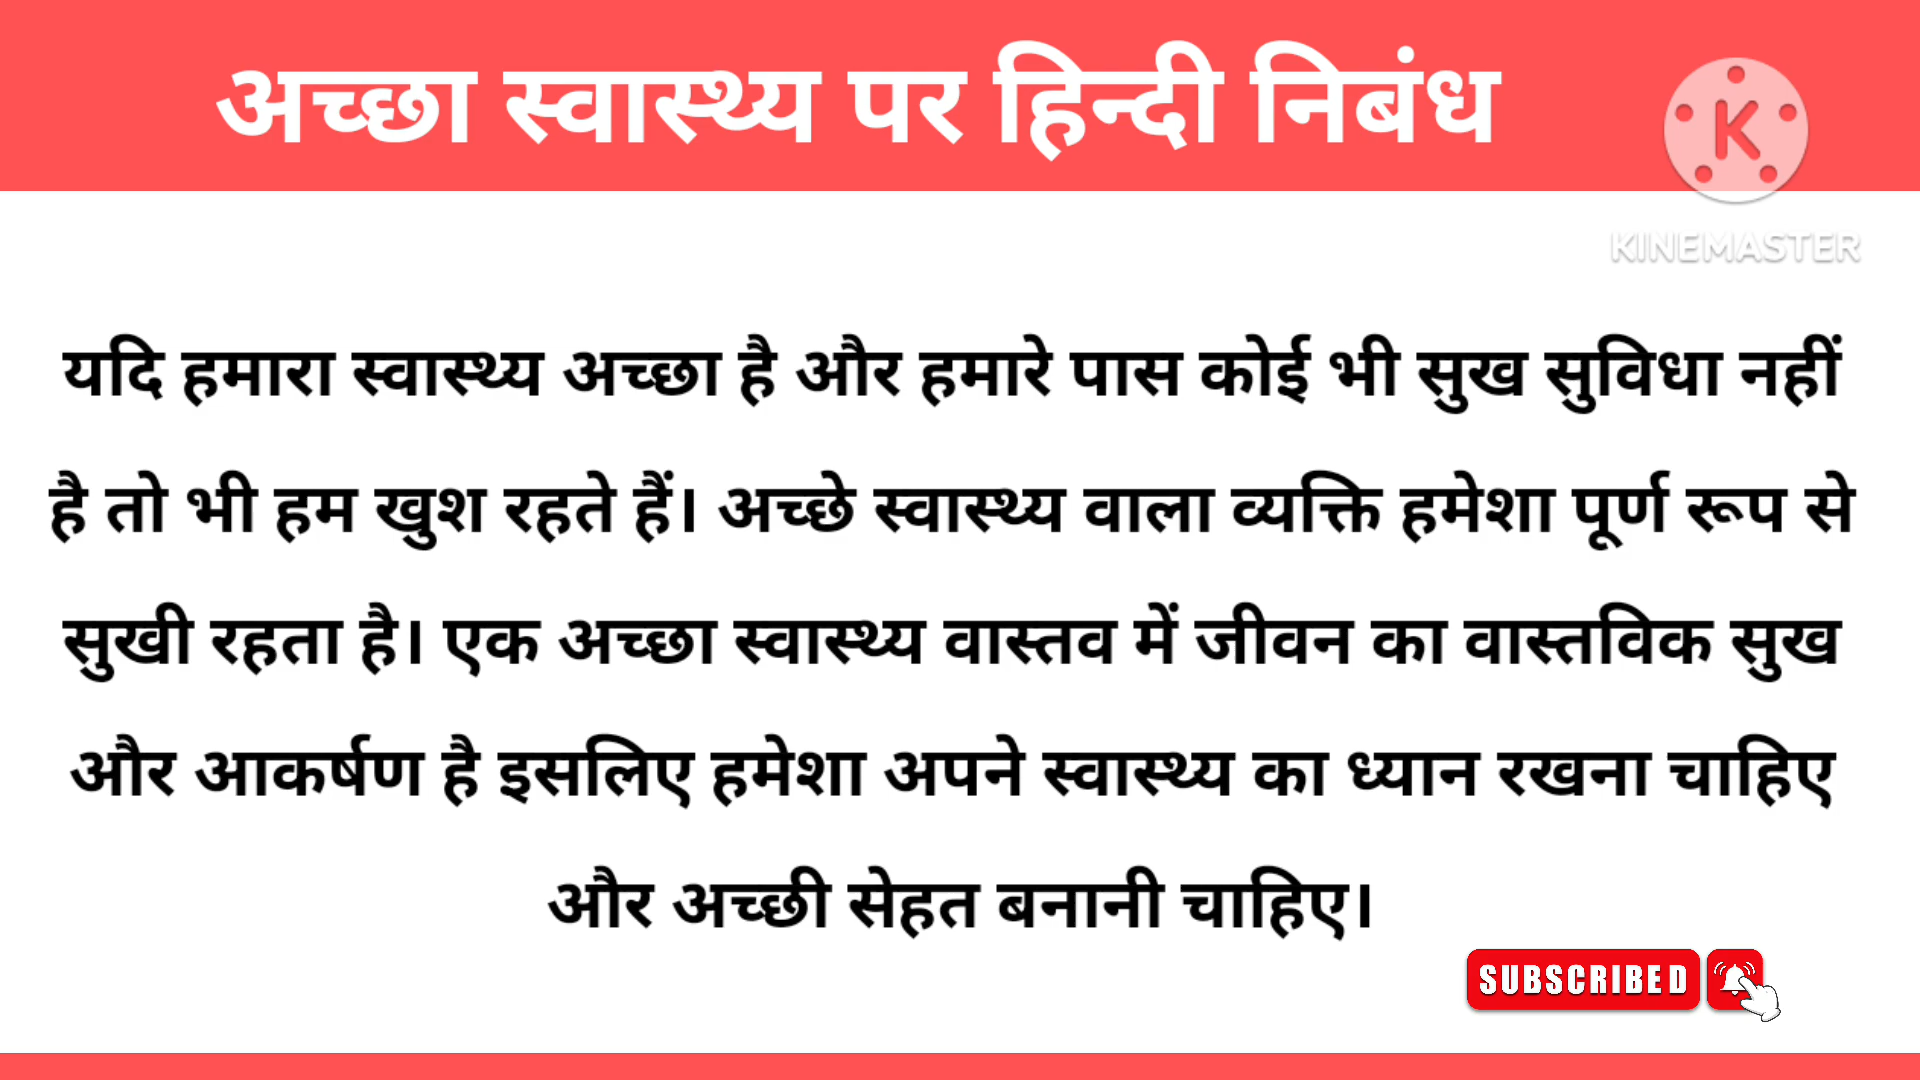 अच्छा स्वास्थ्य पर हिन्दी निबंध
K
KINEMASTER
यदि हमारा स्वास्थ्य अच्छा है और हमारे पास कोई भी सुख सुविधा नहीं
है तो भी हम खुश रहते हैं। अच्छे स्वास्थ्य वाला व्यक्ति हमेशा पूर्ण रूप से
सुखी रहता है। एक अच्छा स्वास्थ्य वास्तव में जीवन का वास्तविक सुख
और आकर्षण है इसलिए हमेशा अपने स्वास्थ्य का ध्यान रखना चाहिए
और अच्छी सेहत बनानी चाहिए।
SUBSCRIBED